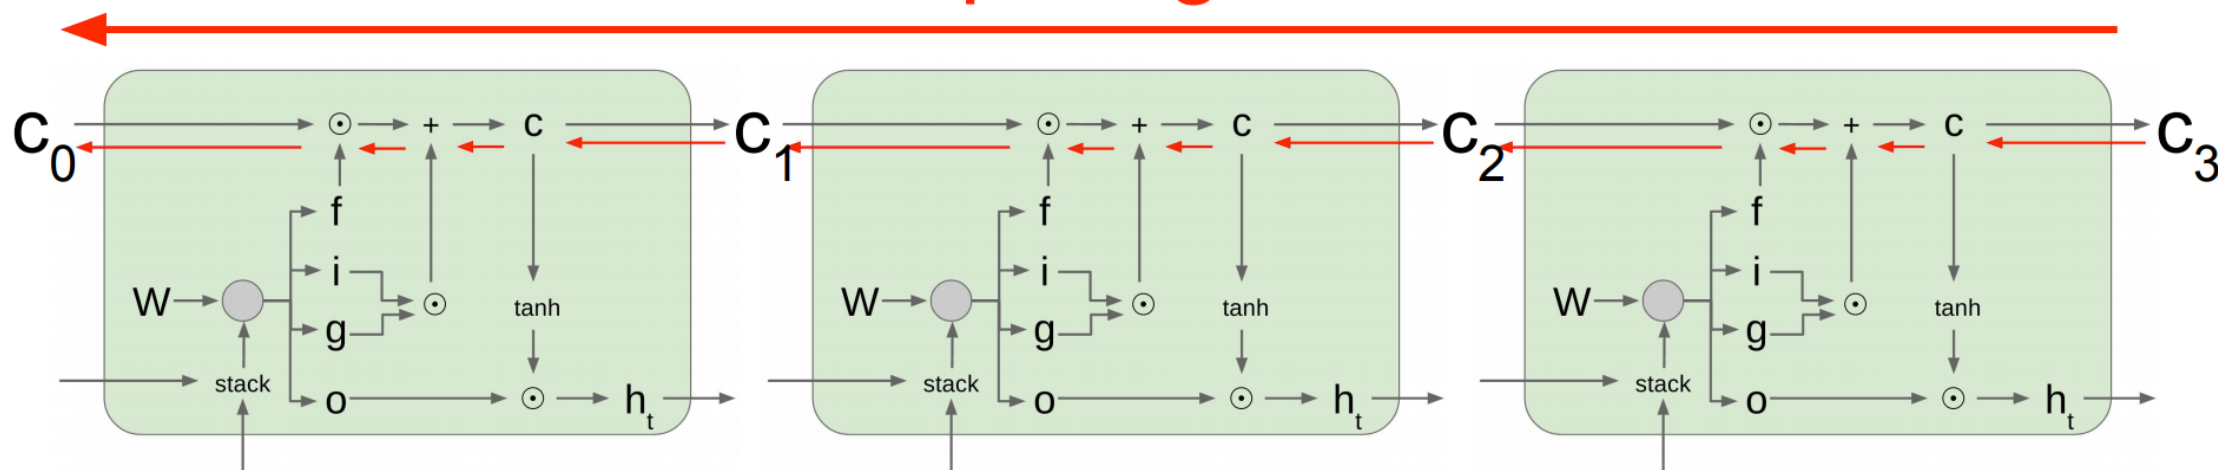 C0 ⊙ + c C1 ⊙ + c C2 ⊙ + c C3
f f f
i i i
W ⊙ tanh W ⊙ tanh W ⊙ tanh
g g g
stack stack stack
o ⊙ ht o ⊙ ht o ⊙ ht